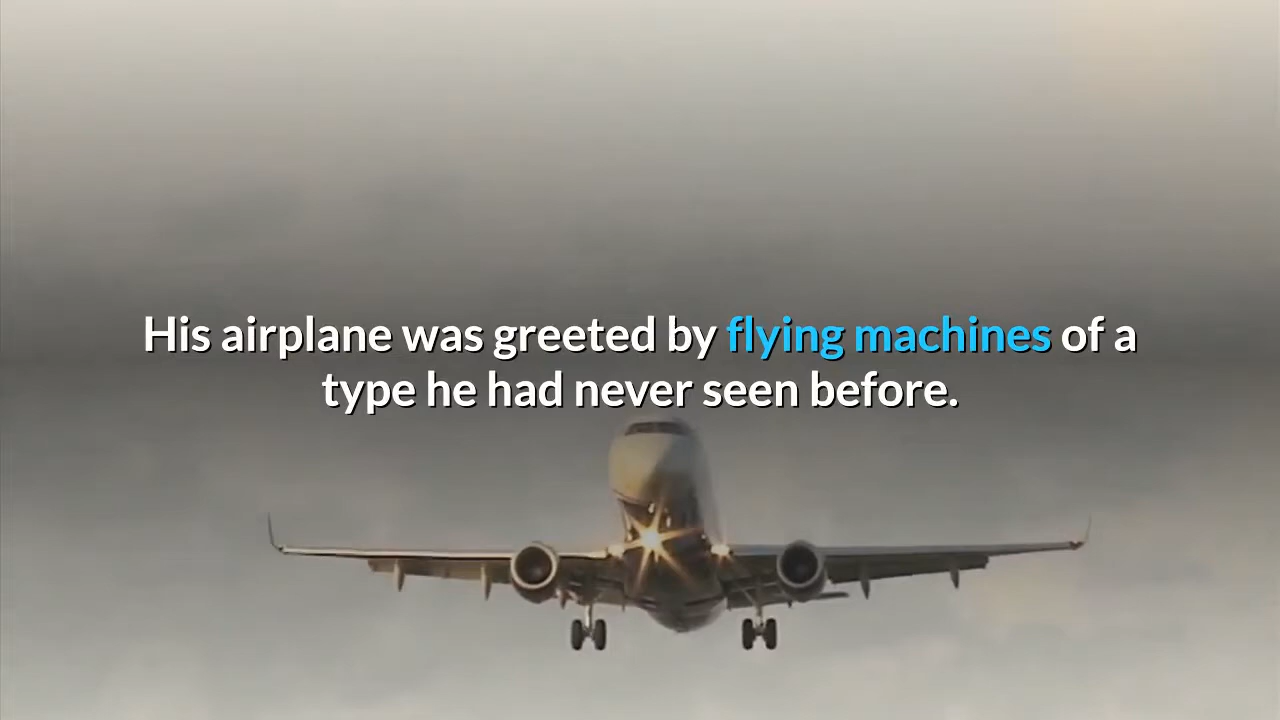 His airplane was greeted by flying machines of a
type he had never seen before.